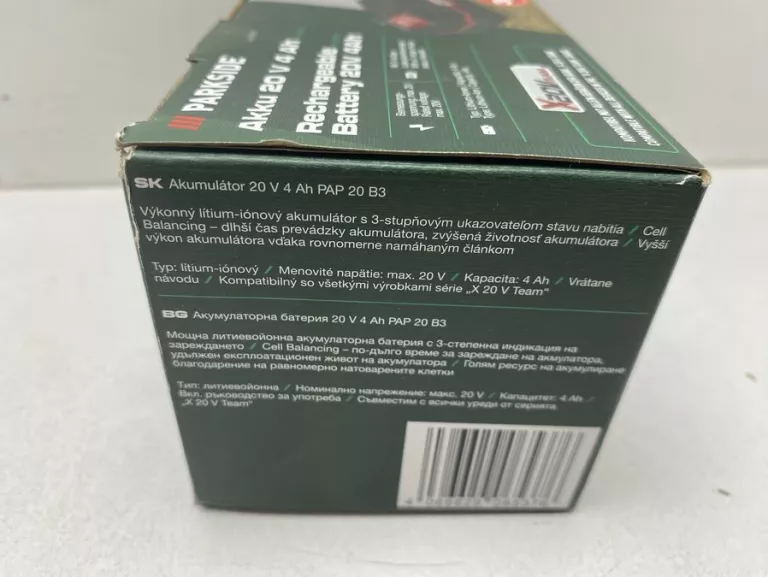 PARKSIDE
Akku 20 V 4 Ah
Rechargeable
Battery 20V 4Ah
X20V TEAM
SK Akumulátor 20 V 4 Ah PAP 20 B3
Výkonný lítium-iónový akumulátor s 3-stupňovým ukazovateľom stavu nabitia / Cell
Balancing – dlhší čas prevádzky akumulátora, zvýšená životnosť akumulátora / Vyšší
výkon akumulátora vďaka rovnomerne namáhaným článkom
Typ: lítium-iónový / Menovité napätie: max. 20 V / Kapacita: 4 Ah / Vrátane
návodu / Kompatibilný so všetkými výrobkami série „X 20 V Team“
BG Акумулаторна батерия 20 V 4 Ah PAP 20 B3
Мощна литиевойонна акумулаторна батерия с 3-степенна индикация на
зареждането / Cell Balancing – по-дълго време за зареждане на акмулатора,
удължен експлоатационен живот на акумулатора / Голям ресурс на акумулиране
благодарение на равномерно натоварените клетки
Тип: литиевойонна / Номинално напрежение: макс. 20 V / Капацитет: 4 Ah /
Вкл. ръководство за употреба / Съвместим с всички уреди от серията
„X 20 V Team“